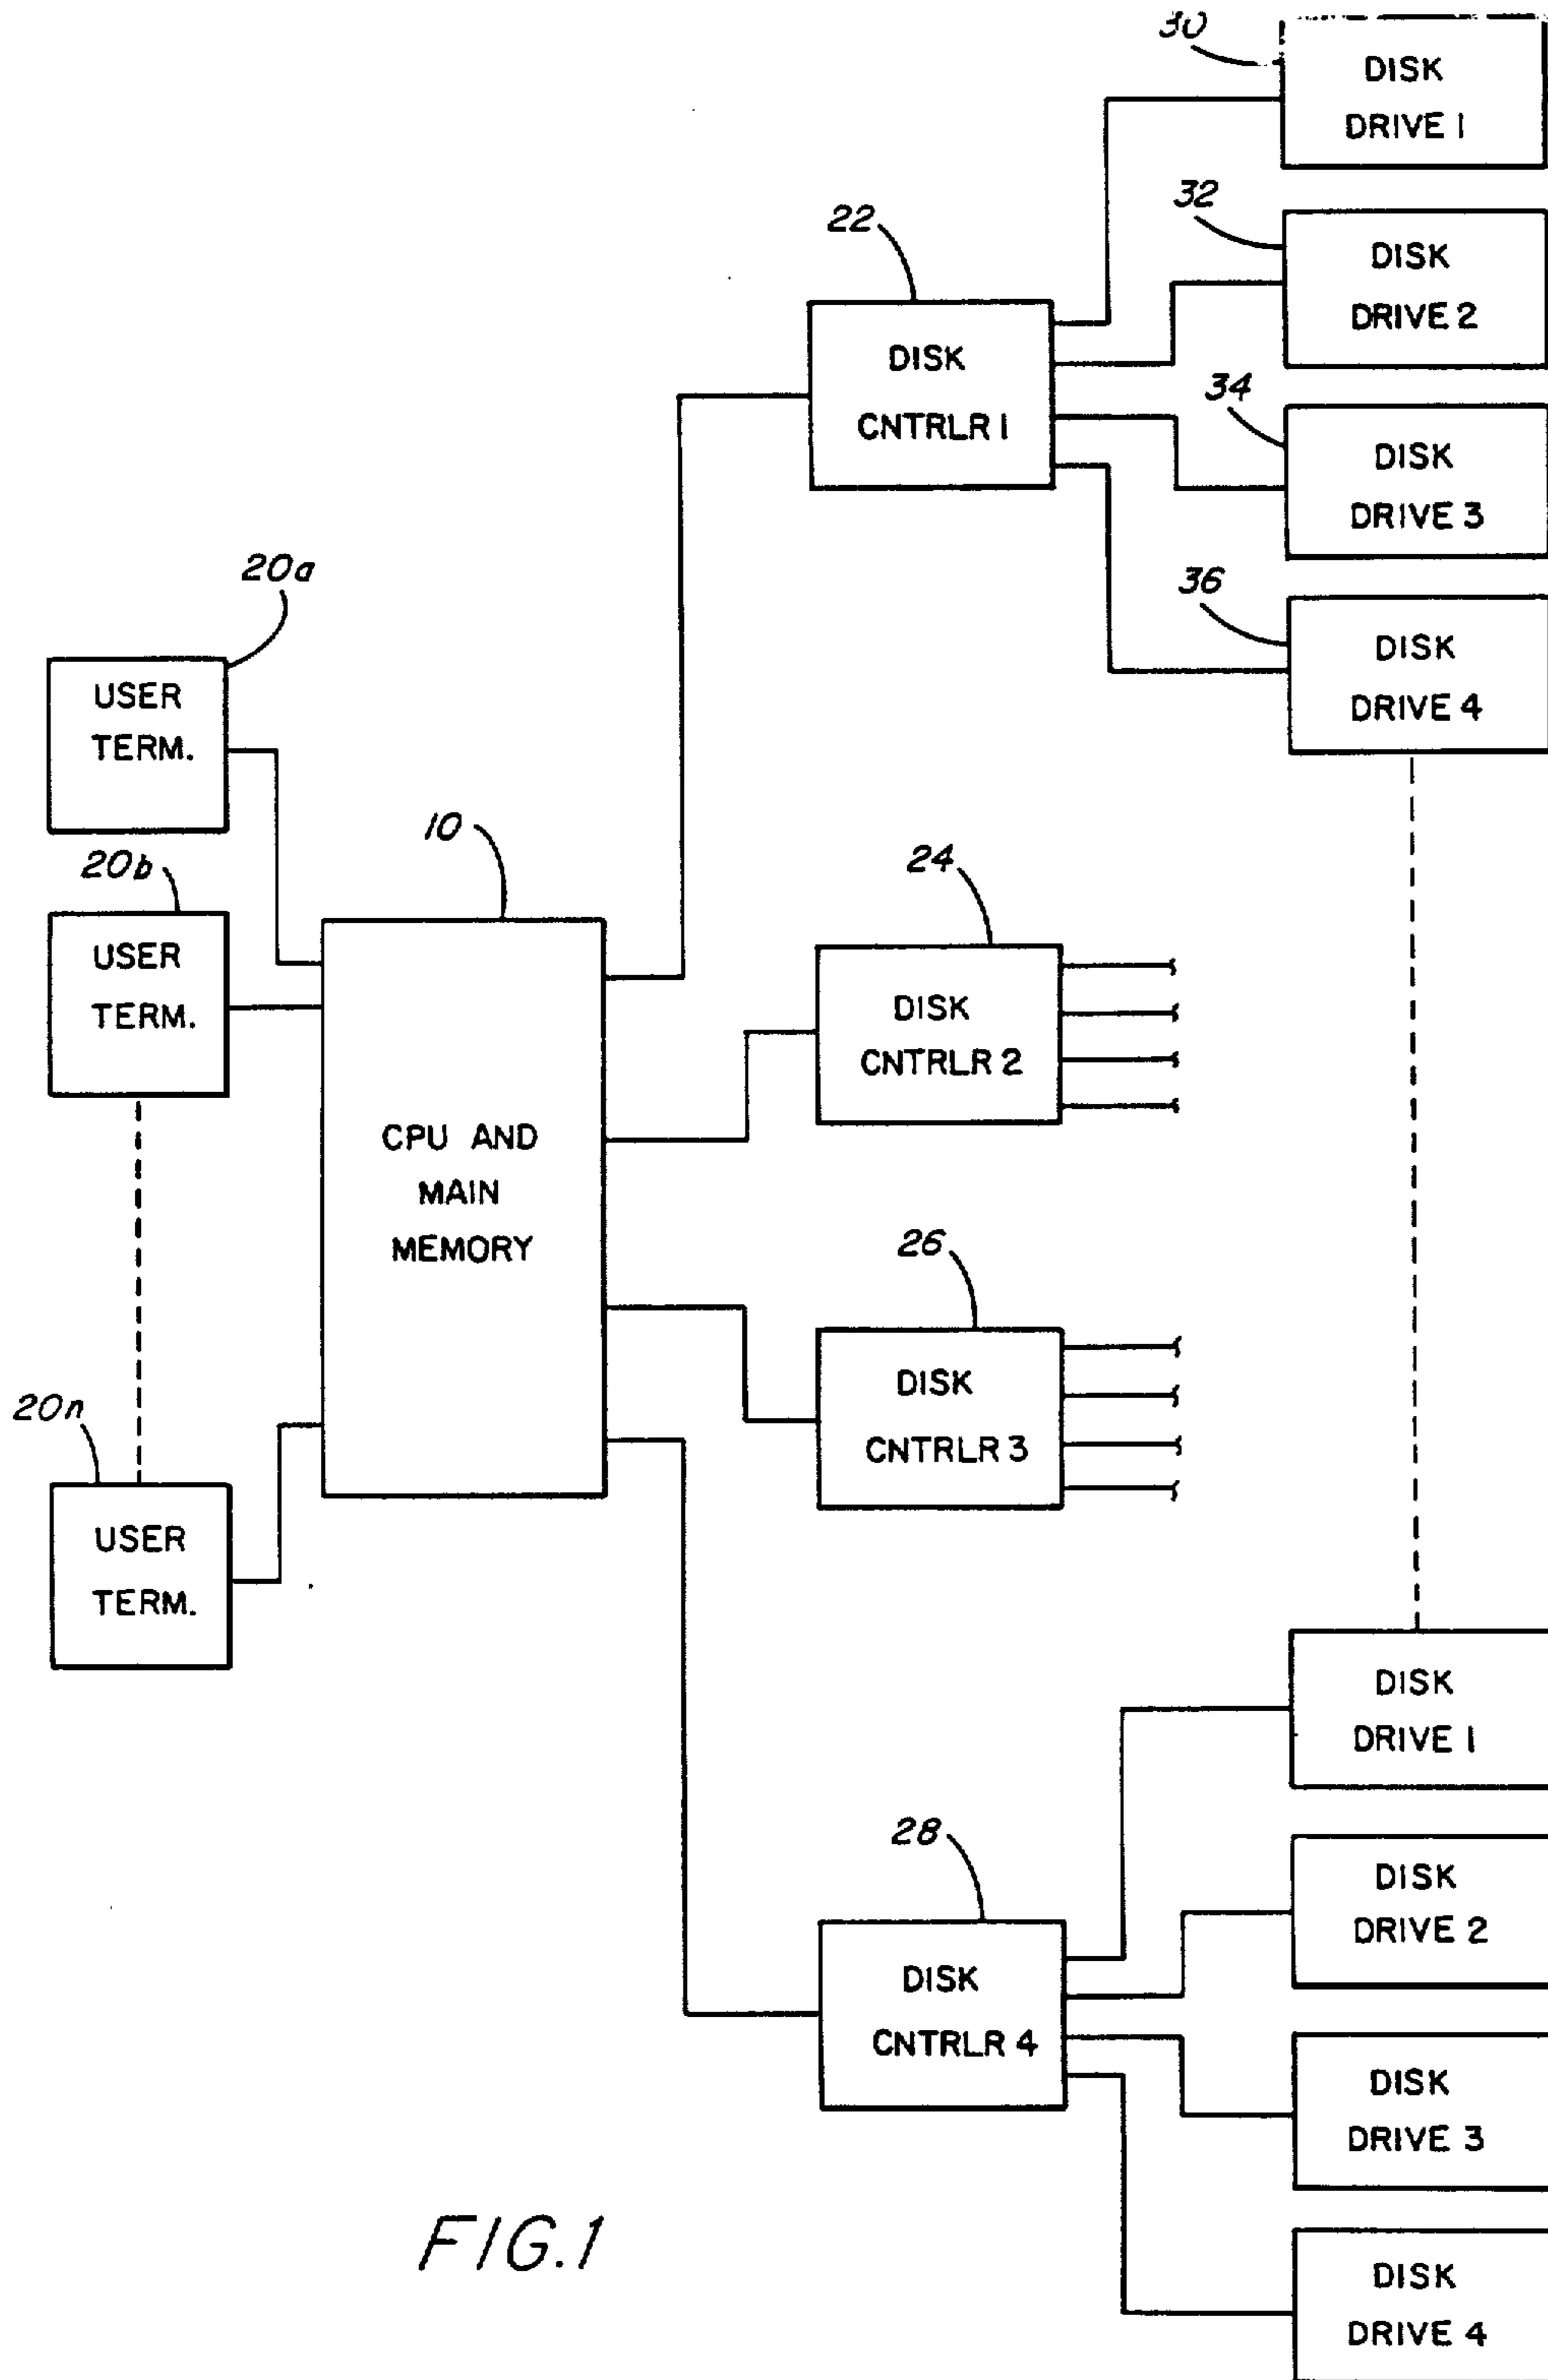 30
DISK
DRIVE 1
32
DISK
DRIVE 2
22
DISK
CNTRLR 1
34
DISK
DRIVE 3
36
DISK
DRIVE 4
20a
USER
TERM.
20b
USER
TERM.
10
CPU AND
MAIN
MEMORY
24
DISK
CNTRLR 2
26
DISK
CNTRLR 3
20n
USER
TERM.
DISK
DRIVE 1
28
DISK
CNTRLR 4
DISK
DRIVE 2
DISK
DRIVE 3
DISK
DRIVE 4
FIG.1